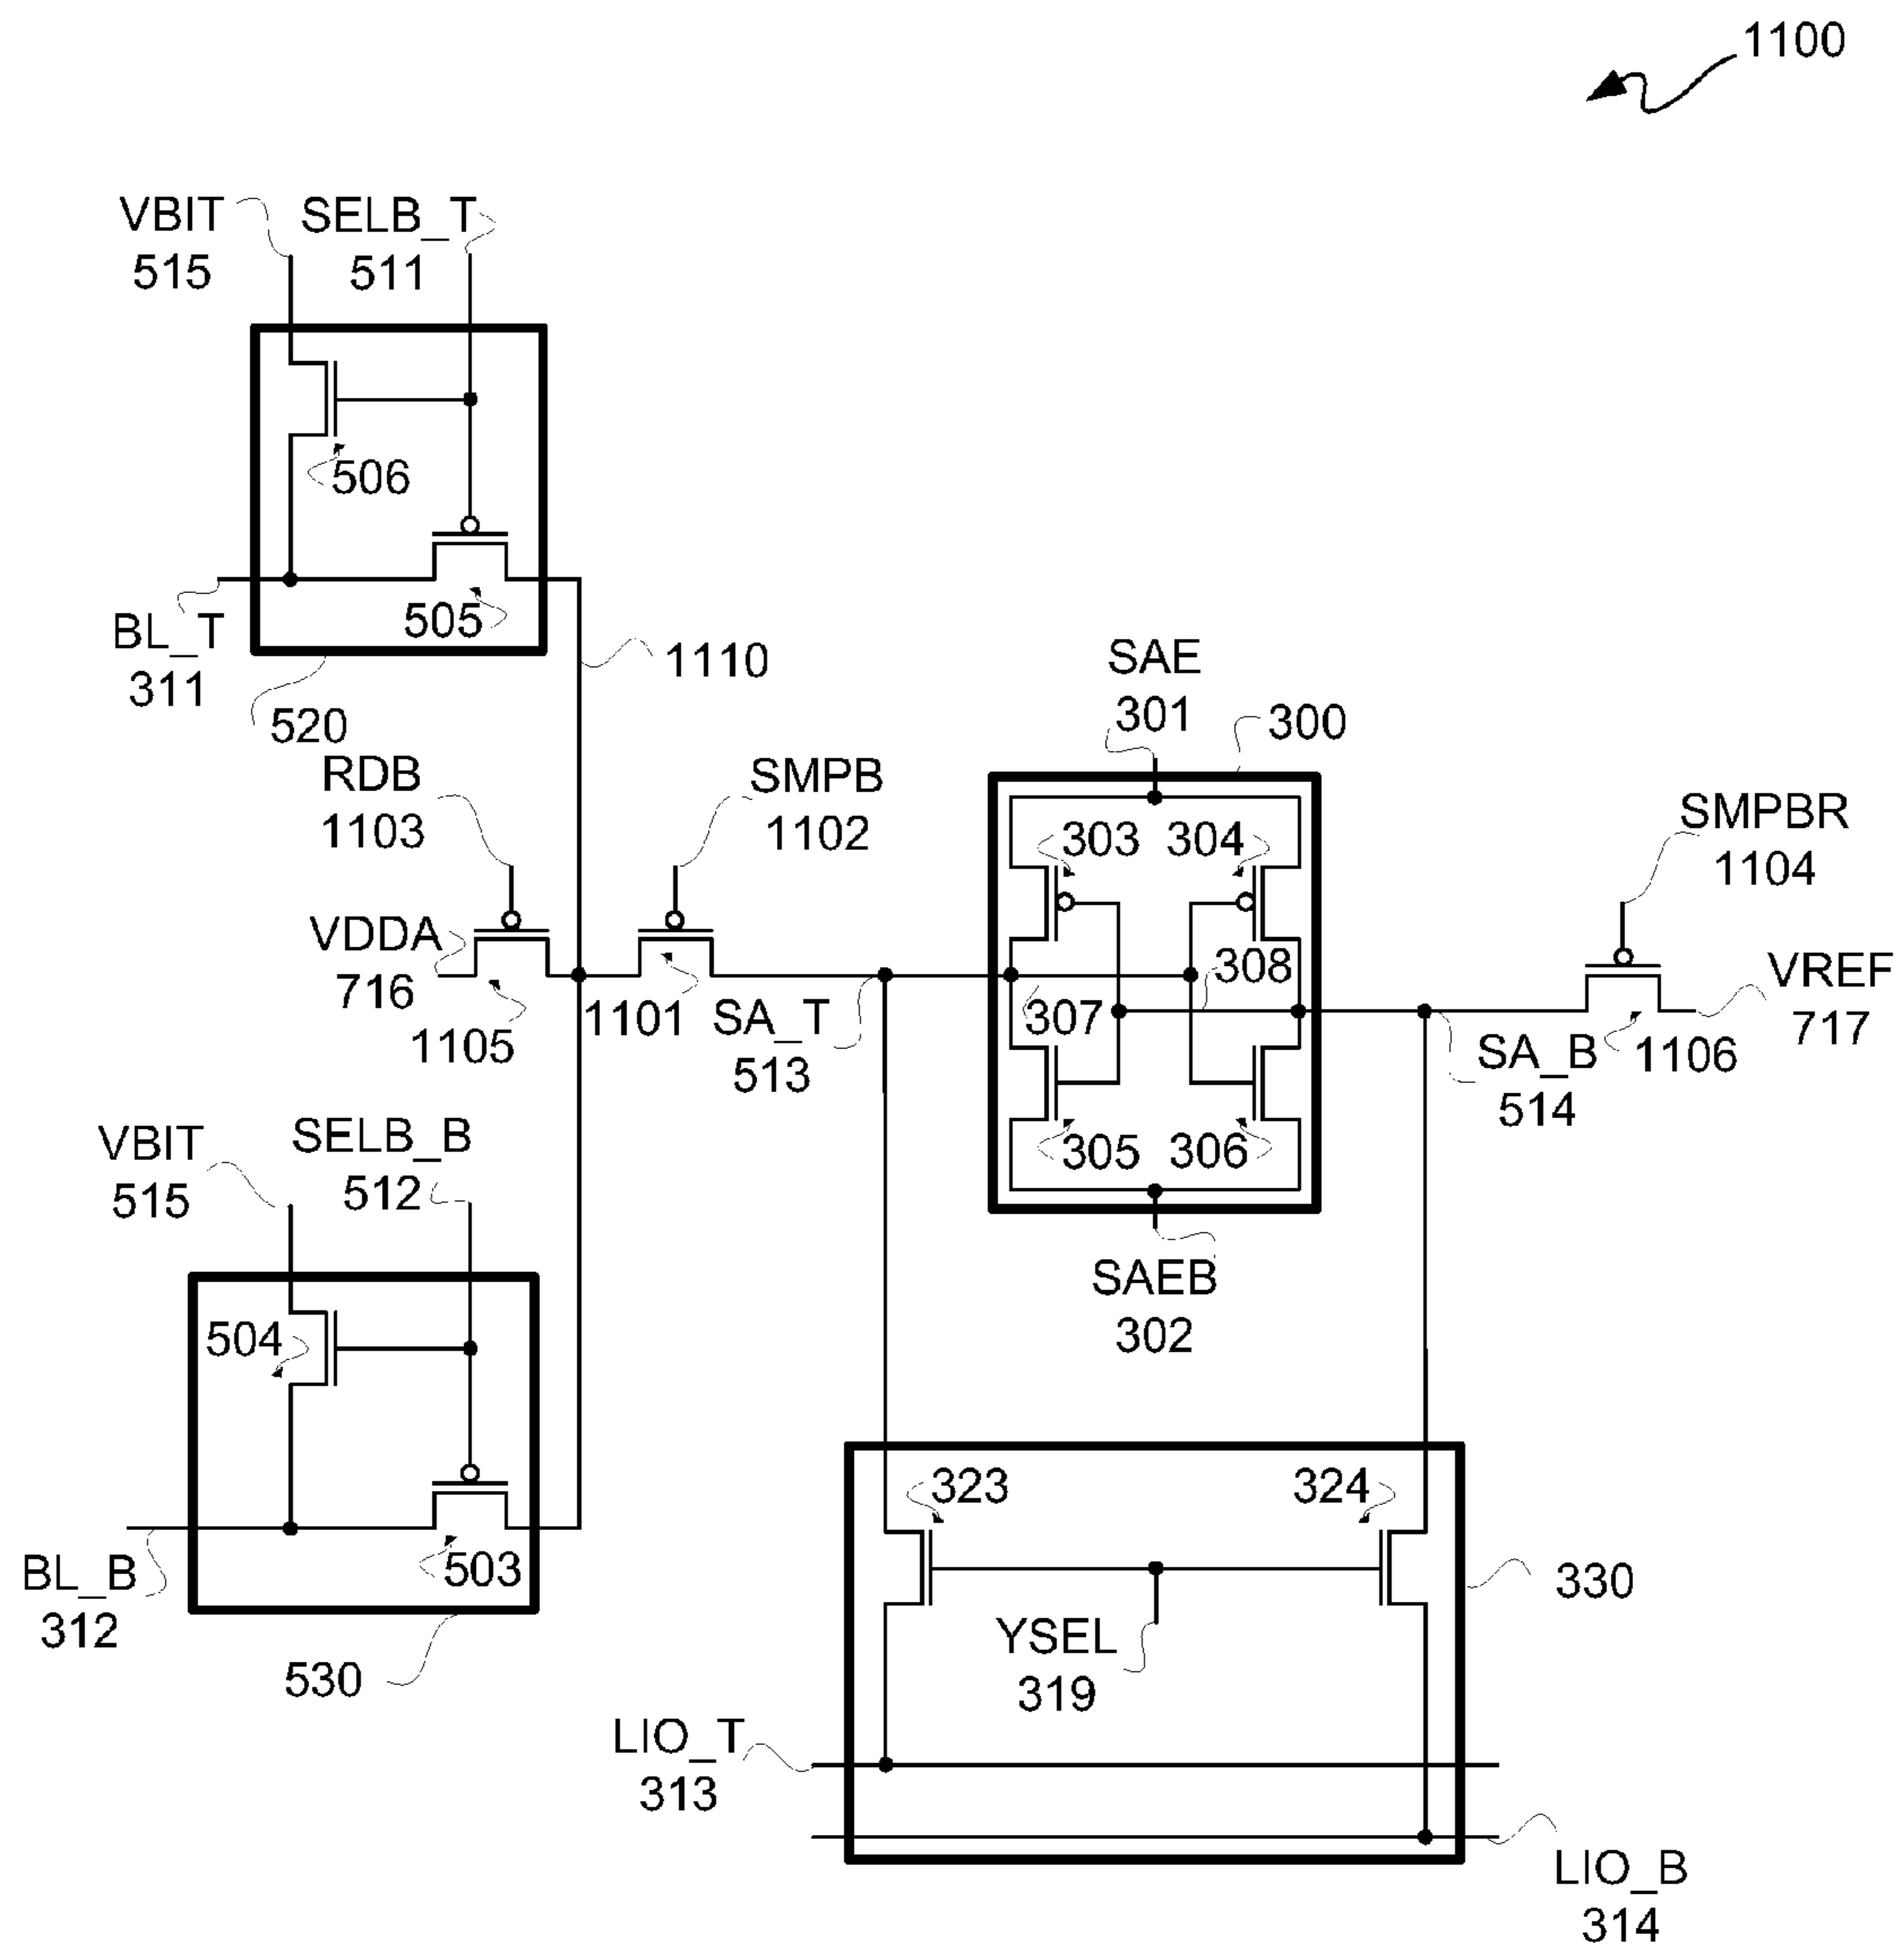 1100
VBIT
515
SELB_T
511
506
505
BL_T
311
520
1110
RDB
1103
SMPB
1102
VDDA
716
1105
1101
SA_T
513
SAE
301
300
303
304
308
307
305
306
SAEB
302
SMPBR
1104
VREF
717
1106
SA_B
514
VBIT
515
SELB_B
512
504
503
BL_B
312
530
323
324
330
YSEL
319
LIO_T
313
LIO_B
314